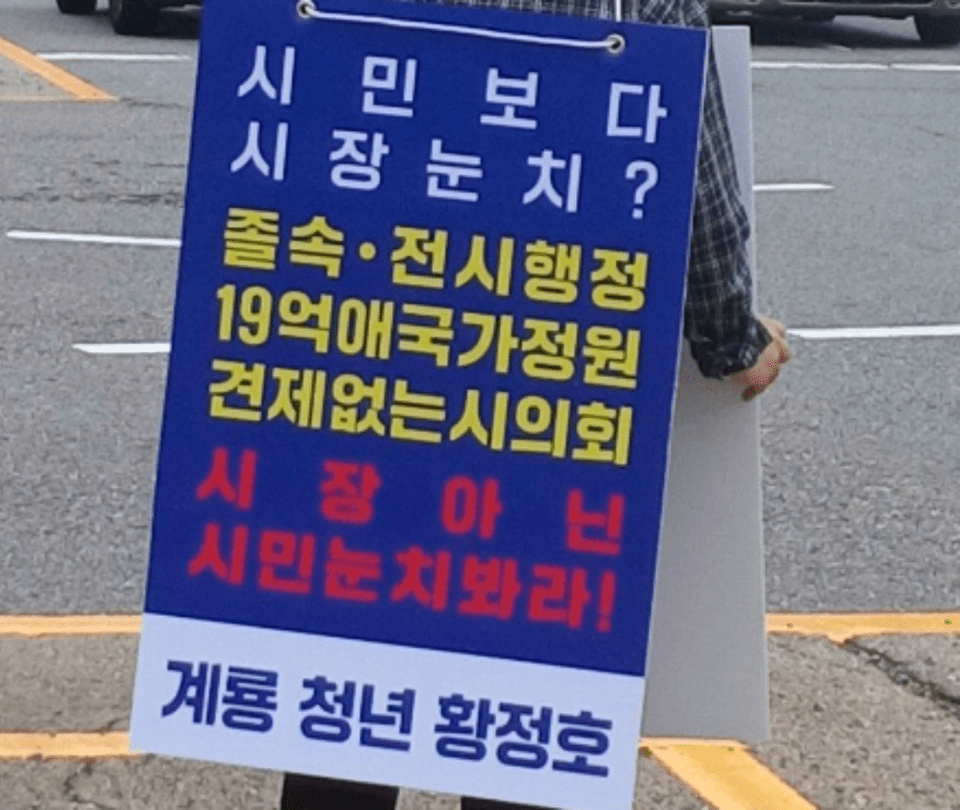 시민보다
시장눈치?
졸속·전시행정
19억애국가정원
견제없는시의회
시장아닌
시민눈치봐라!
계룡 청년 황정호